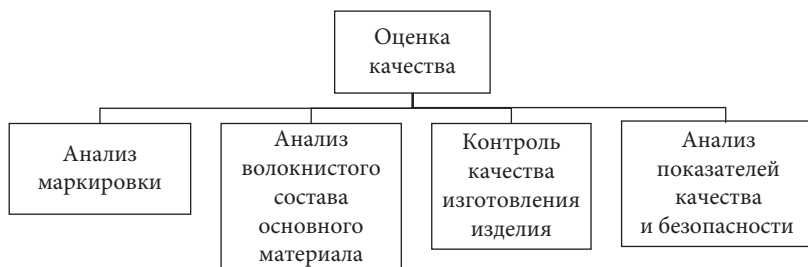 Оценка
качества
Анализ
маркировки
Анализ
волокнистого
состава
основного
материала
Контроль
качества
изготовления
изделия
Анализ
показателей
качества
и безопасности